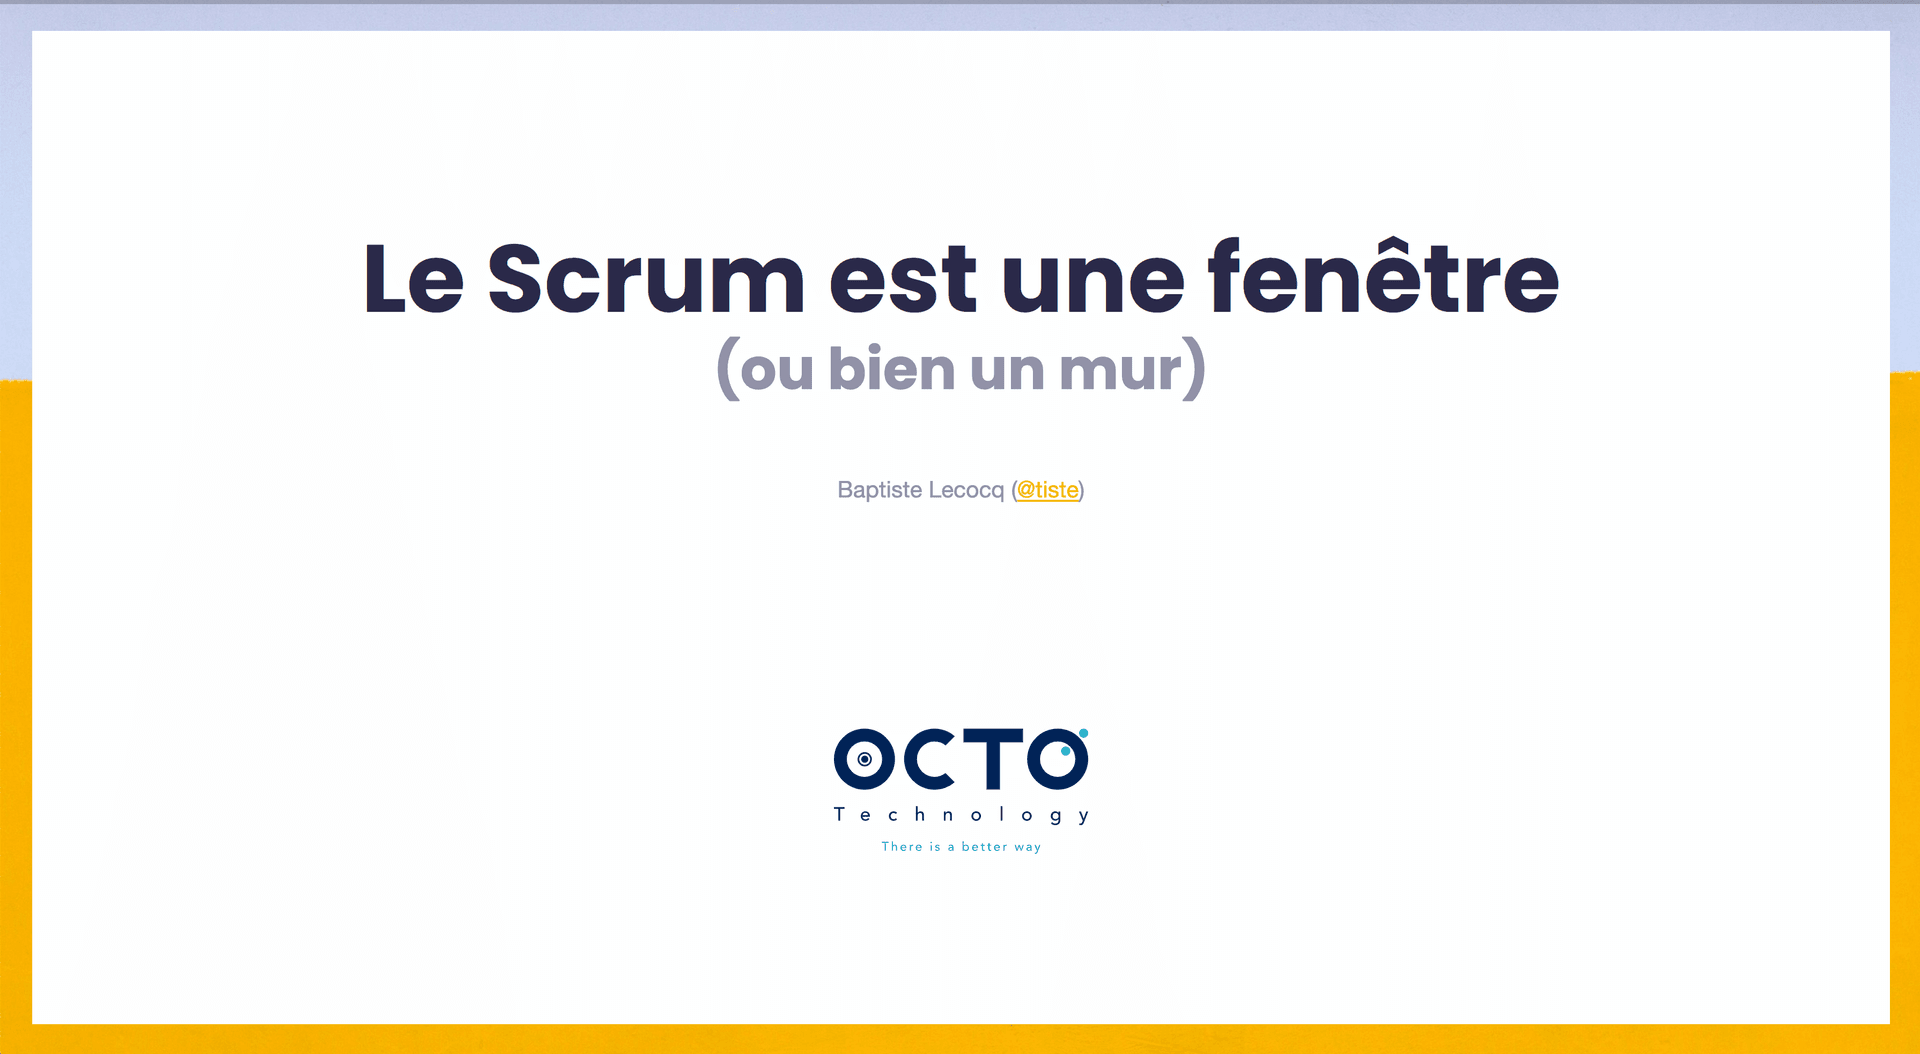 Le Scrum est une fenêtre
(ou bien un mur)
Baptiste Lecocq (@tiste)
OCTO
Technology
There is a better way